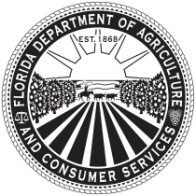 FLORIDA DEPARTMENT OF AGRICULTURE
AND CONSUMER SERVICES
EST. 1868